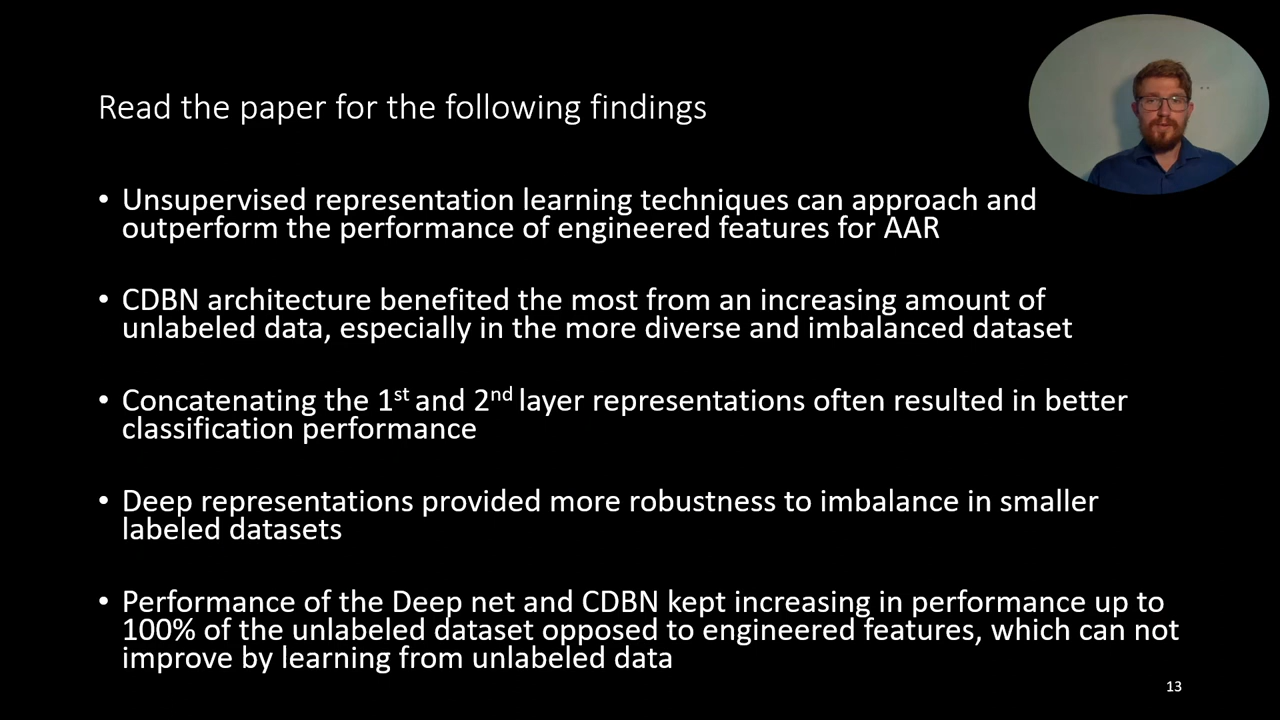 Read the paper for the following findings
• Unsupervised representation learning techniques can approach and
outperform the performance of engineered features for AAR
• CDBN architecture benefited the most from an increasing amount of
unlabeled data, especially in the more diverse and imbalanced dataset
• Concatenating the 1st and 2nd layer representations often resulted in better
classification performance
• Deep representations provided more robustness to imbalance in smaller
labeled datasets
• Performance of the Deep net and CDBN kept increasing in performance up to
100% of the unlabeled dataset opposed to engineered features, which can not
improve by learning from unlabeled data
13